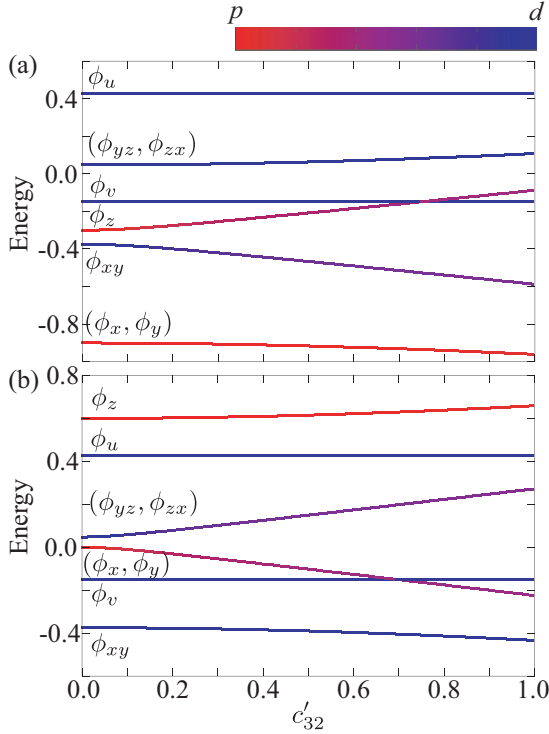 p d
(a)
ϕ_u
0.4
(ϕ_yz, ϕ_zx)
0.0
ϕ_v
ϕ_z
Energy
-0.4
ϕ_xy
(ϕ_x, ϕ_y)
-0.8
(b)
0.8
ϕ_z
ϕ_u
0.4
(ϕ_yz, ϕ_zx)
Energy
0.0
(ϕ_x, ϕ_y)
ϕ_v
-0.4
ϕ_xy
0.0 0.2 0.4 0.6 0.8 1.0
c′_32